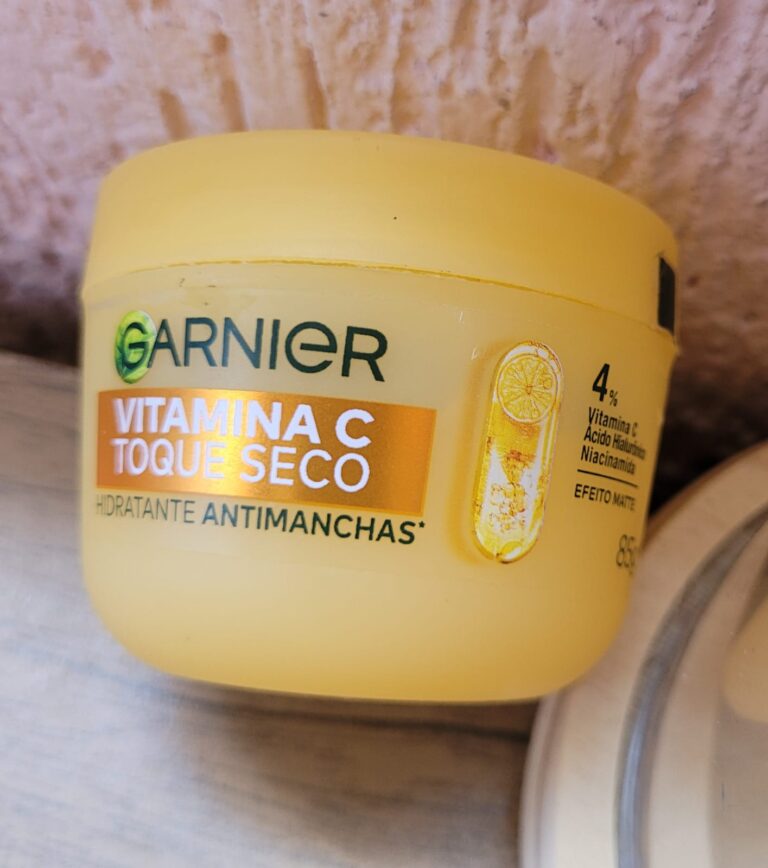 GARNIER
VITAMINA C
TOQUE SECO
HIDRATANTE ANTIMANCHAS*
4%
Vitamina C
Ácido Hialurônico
Niacinamida
EFEITO MATTE
85g